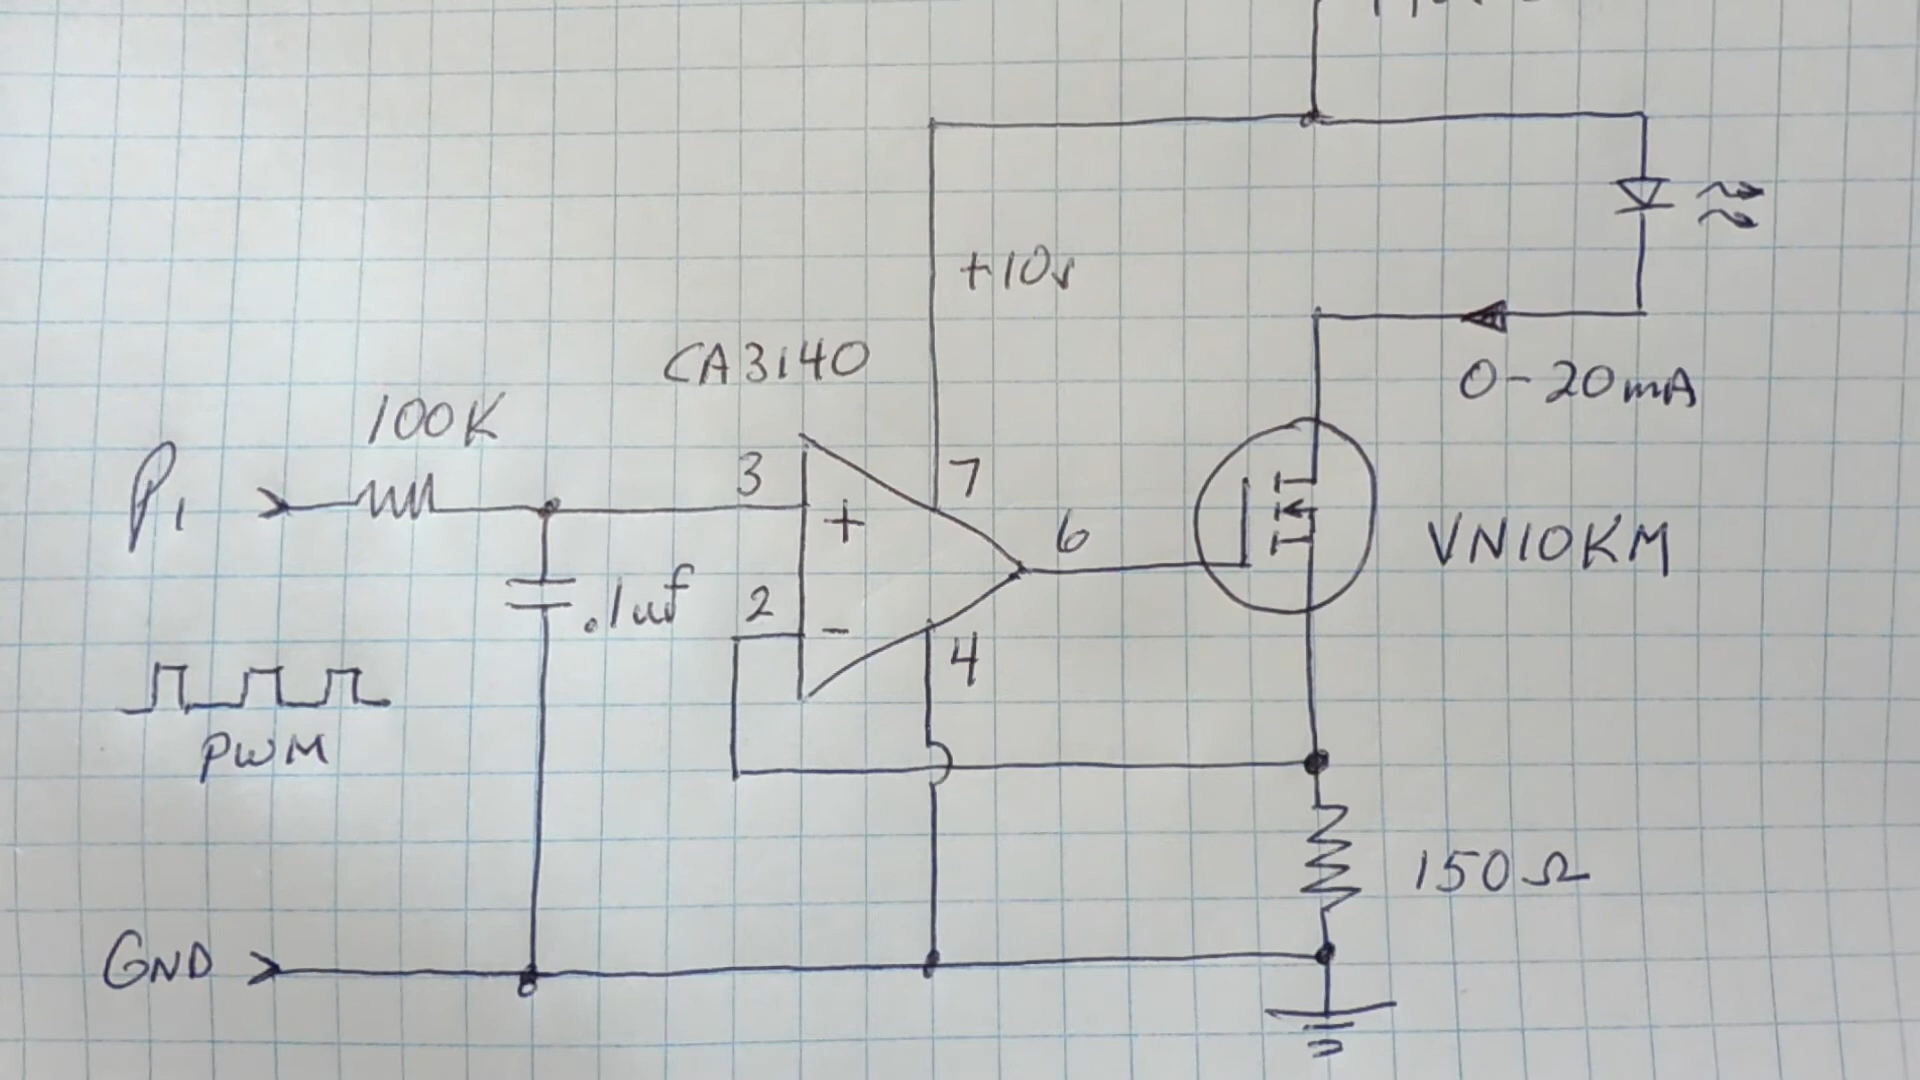 +10v
CA3140
0-20mA
100K
P1
3
7
+
6
VN10KM
.1uf
2
-
4
PWM
150Ω
GND